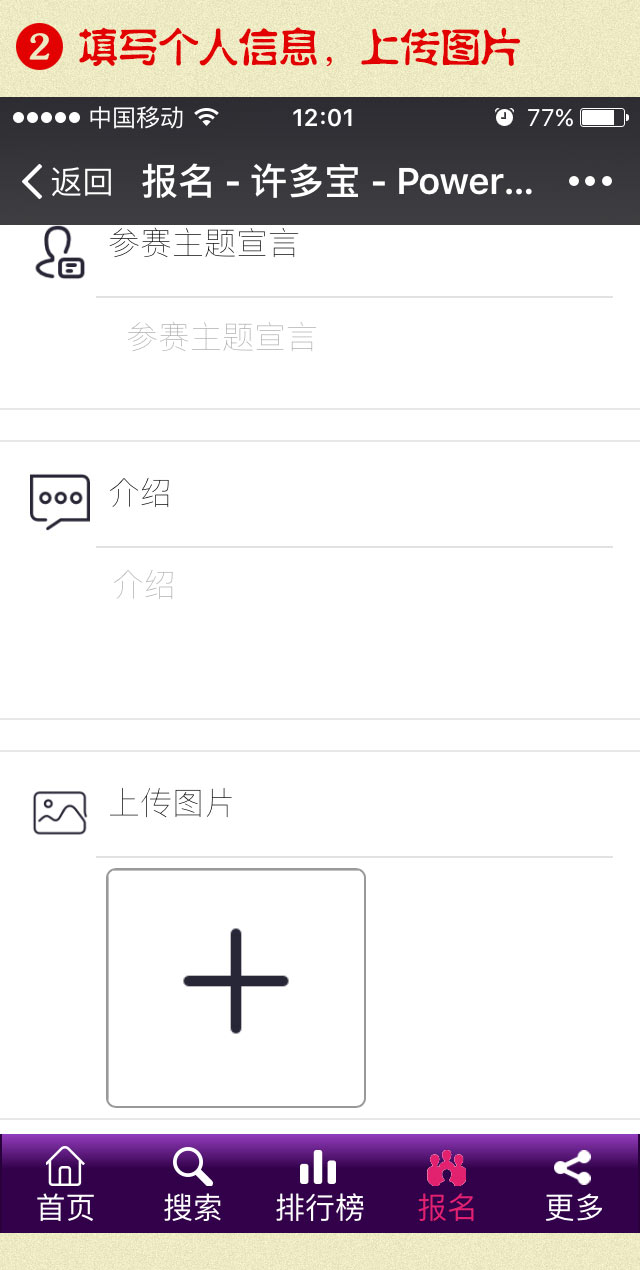 2 填写个人信息，上传图片
中国移动 12:01 77%
返回 报名 - 许多宝 - Power...
参赛主题宣言
参赛主题宣言
介绍
介绍
上传图片
首页 搜索 排行榜 报名 更多